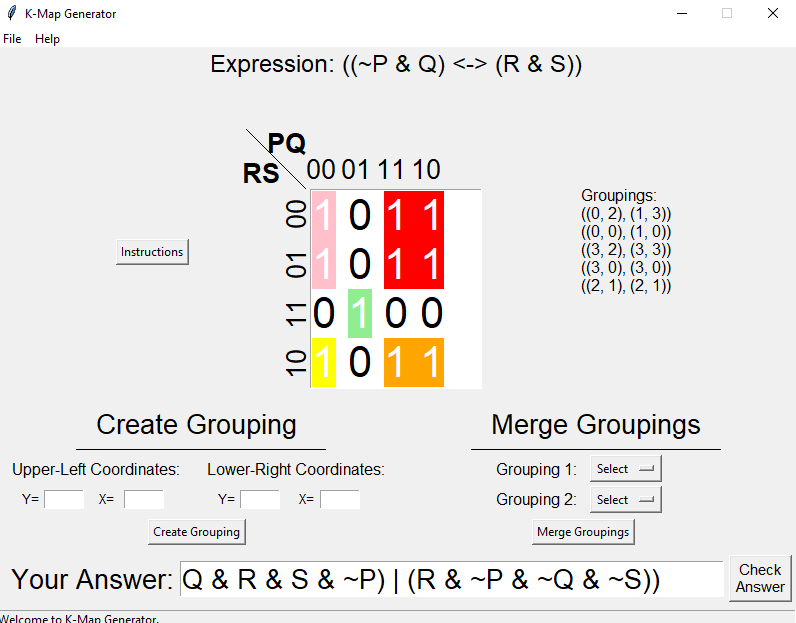 K-Map Generator
File Help
Expression: ((~P & Q) <-> (R & S))
PQ
RS 00 01 11 10
00 1 0 1 1
01 1 0 1 1
11 0 1 0 0
10 1 0 1 1
Instructions
Groupings:
((0, 2), (1, 3))
((0, 0), (1, 0))
((3, 2), (3, 3))
((3, 0), (3, 0))
((2, 1), (2, 1))
Create Grouping
Upper-Left Coordinates: Lower-Right Coordinates:
Y= X= Y= X=
Create Grouping
Merge Groupings
Grouping 1: Select
Grouping 2: Select
Merge Groupings
Your Answer: Q & R & S & ~P) | (R & ~P & ~Q & ~S))
Check
Answer
Welcome to K-Map Generator.